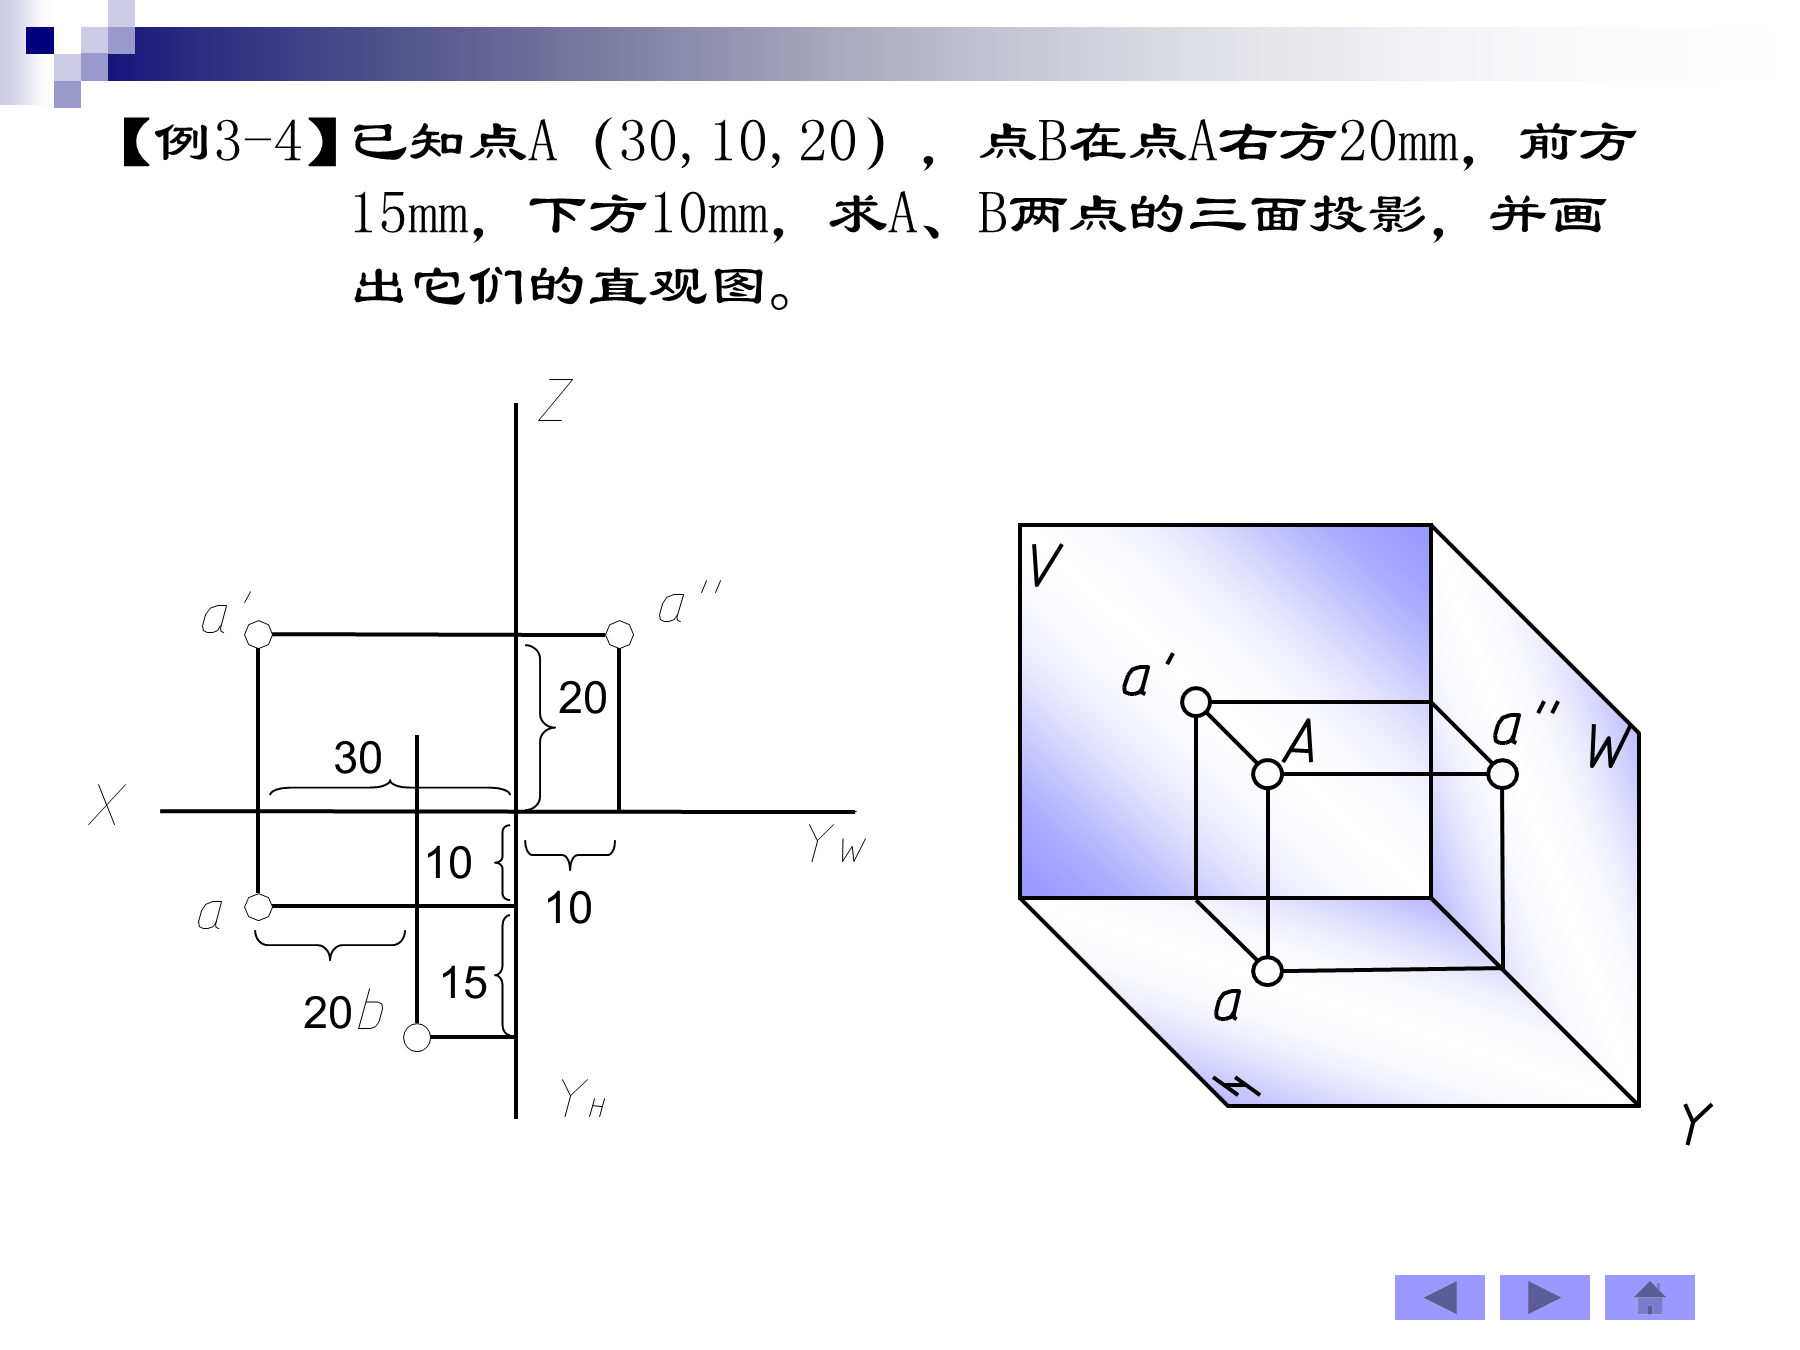 【例3-4】已知点A（30,10,20），点B在点A右方20mm，前方
15mm，下方10mm，求A、B两点的三面投影，并画
出它们的直观图。
Z
a′
a″
20
30
X
YW
10
10
a
15
20
b
YH
V
a′
A
a″
W
a
H
Y